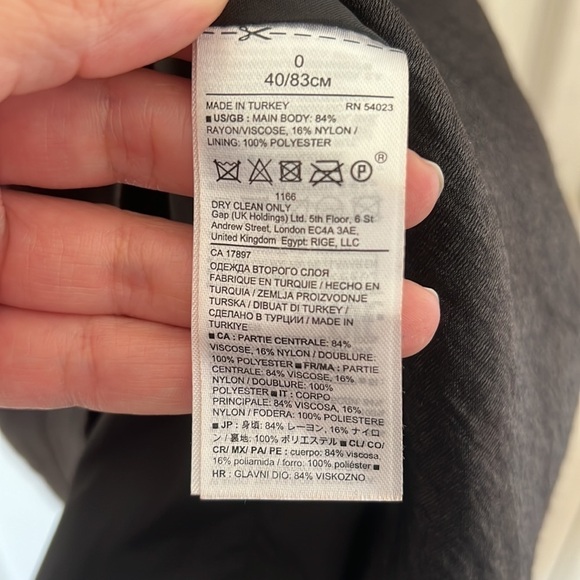 0
40/83CM
MADE IN TURKEY RN 54023
■ US/GB : MAIN BODY: 84%
RAYON/VISCOSE, 16% NYLON /
LINING: 100% POLYESTER
P ®
1166
DRY CLEAN ONLY
Gap (UK Holdings) Ltd. 5th Floor, 6 St
Andrew Street, London EC4A 3AE,
United Kingdom Egypt: RIGE, LLC
CA 17897
ОДЕЖДА ВТОРОГО СЛОЯ
FABRIQUE EN TURQUIE / HECHO EN
TURQUIA / ZEMLJA PROIZVODNJE
TURSKA / DIBUAT DI TURKEY /
СДЕЛАНО В ТУРЦИИ / MADE IN
TURKIYE
■ CA : PARTIE CENTRALE: 84%
VISCOSE, 16% NYLON / DOUBLURE:
100% POLYESTER ■ FR/MA : PARTIE
CENTRALE: 84% VISCOSE, 16%
NYLON / DOUBLURE: 100%
POLYESTER ■ IT : CORPO
PRINCIPALE: 84% VISCOSA, 16%
NYLON / FODERA: 100% POLIESTERE
■ JP : 身頃: 84% レーヨン, 16% ナイロ
ン / 裏地: 100% ポリエステル ■ CL/ CO/
CR/ MX/ PA/ PE : cuerpo: 84% viscosa,
16% poliamida / forro: 100% poliéster ■
HR : GLAVNI DIO: 84% VISKOZNO